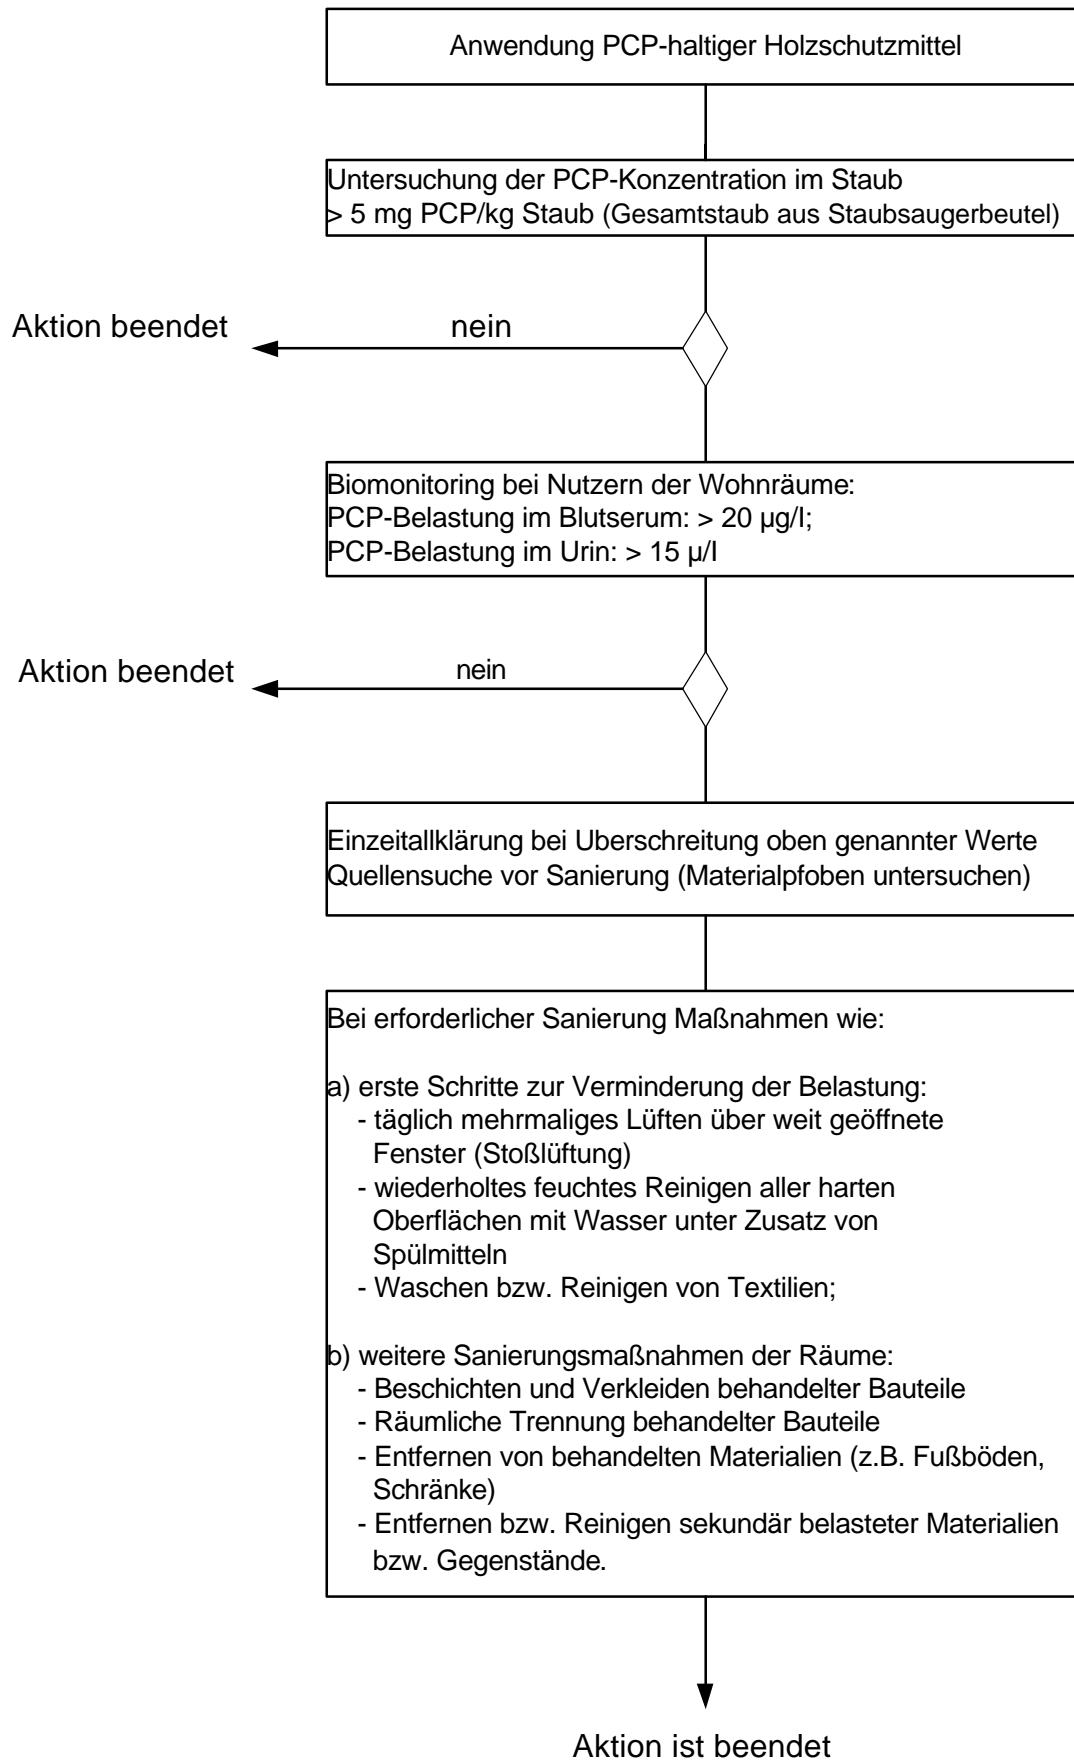 Anwendung PCP-haltiger Holzschutzmittel
Untersuchung der PCP-Konzentration im Staub
> 5 mg PCP/kg Staub (Gesamtstaub aus Staubsaugerbeutel)
Aktion beendet
nein
Biomonitoring bei Nutzern der Wohnräume:
PCP-Belastung im Blutserum: > 20 µg/l;
PCP-Belastung im Urin: > 15 µ/l
Aktion beendet
nein
Einzeitallklärung bei Uberschreitung oben genannter Werte
Quellensuche vor Sanierung (Materialpfoben untersuchen)
Bei erforderlicher Sanierung Maßnahmen wie:
a) erste Schritte zur Verminderung der Belastung:
- täglich mehrmaliges Lüften über weit geöffnete
Fenster (Stoßlüftung)
- wiederholtes feuchtes Reinigen aller harten
Oberflächen mit Wasser unter Zusatz von
Spülmitteln
- Waschen bzw. Reinigen von Textilien;
b) weitere Sanierungsmaßnahmen der Räume:
- Beschichten und Verkleiden behandelter Bauteile
- Räumliche Trennung behandelter Bauteile
- Entfernen von behandelten Materialien (z.B. Fußböden,
Schränke)
- Entfernen bzw. Reinigen sekundär belasteter Materialien
bzw. Gegenstände.
Aktion ist beendet